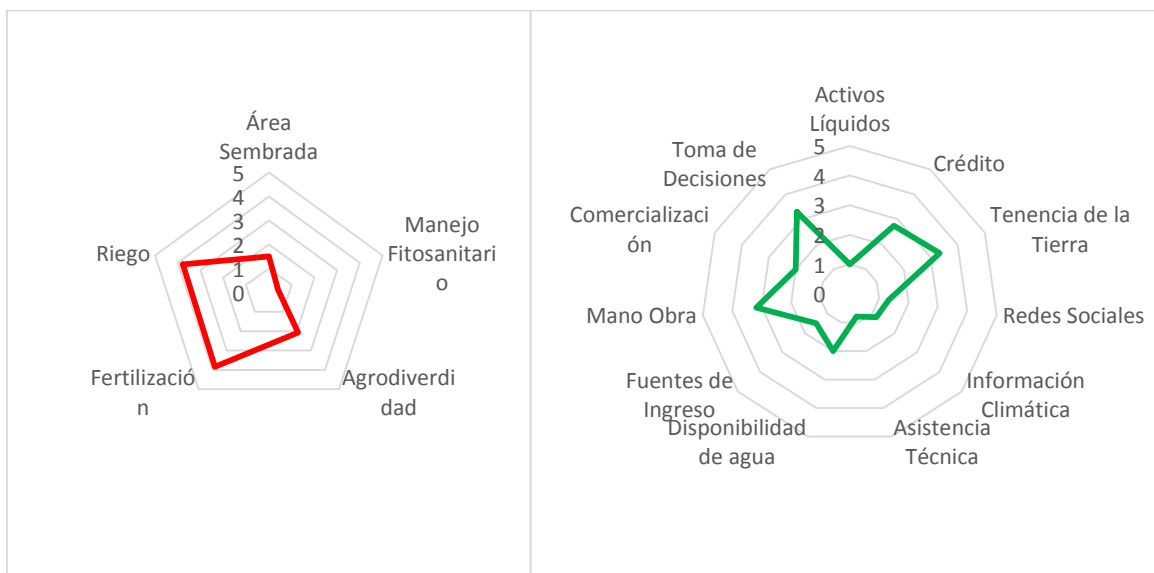 Área
Sembrada
5
4
3
2
1
0
Manejo
Fitosanitari
o
Agrodiverdi
dad
Fertilizació
n
Riego
Activos
Líquidos
5
4
3
2
1
0
Crédito
Tenencia de la
Tierra
Redes Sociales
Información
Climática
Asistencia
Técnica
Disponibilidad
de agua
Fuentes de
Ingreso
Mano Obra
Comercializaci
ón
Toma de
Decisiones